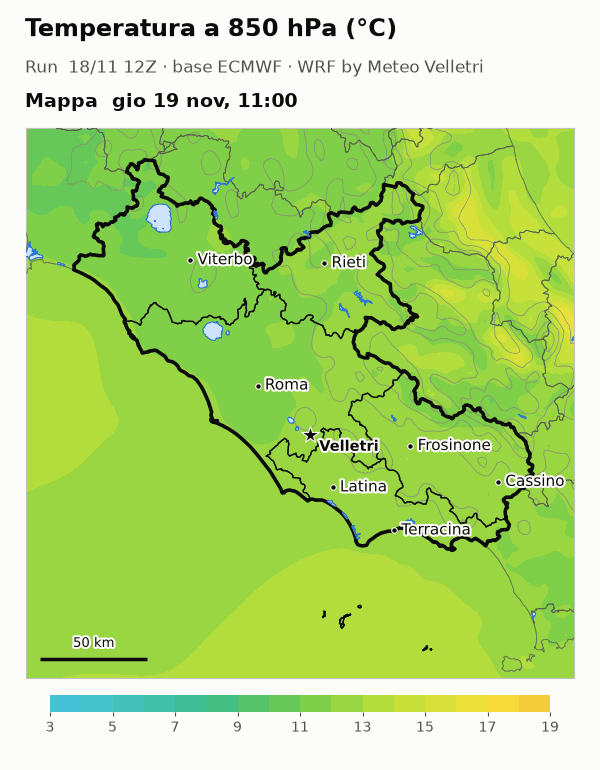 Temperatura a 850 hPa (°C)
Run  18/11 12Z · base ECMWF · WRF by Meteo Velletri
Mappa  gio 19 nov, 11:00
Viterbo
Rieti
Roma
Velletri
Frosinone
Cassino
Latina
Terracina
50 km
3 5 7 9 11 13 15 17 19